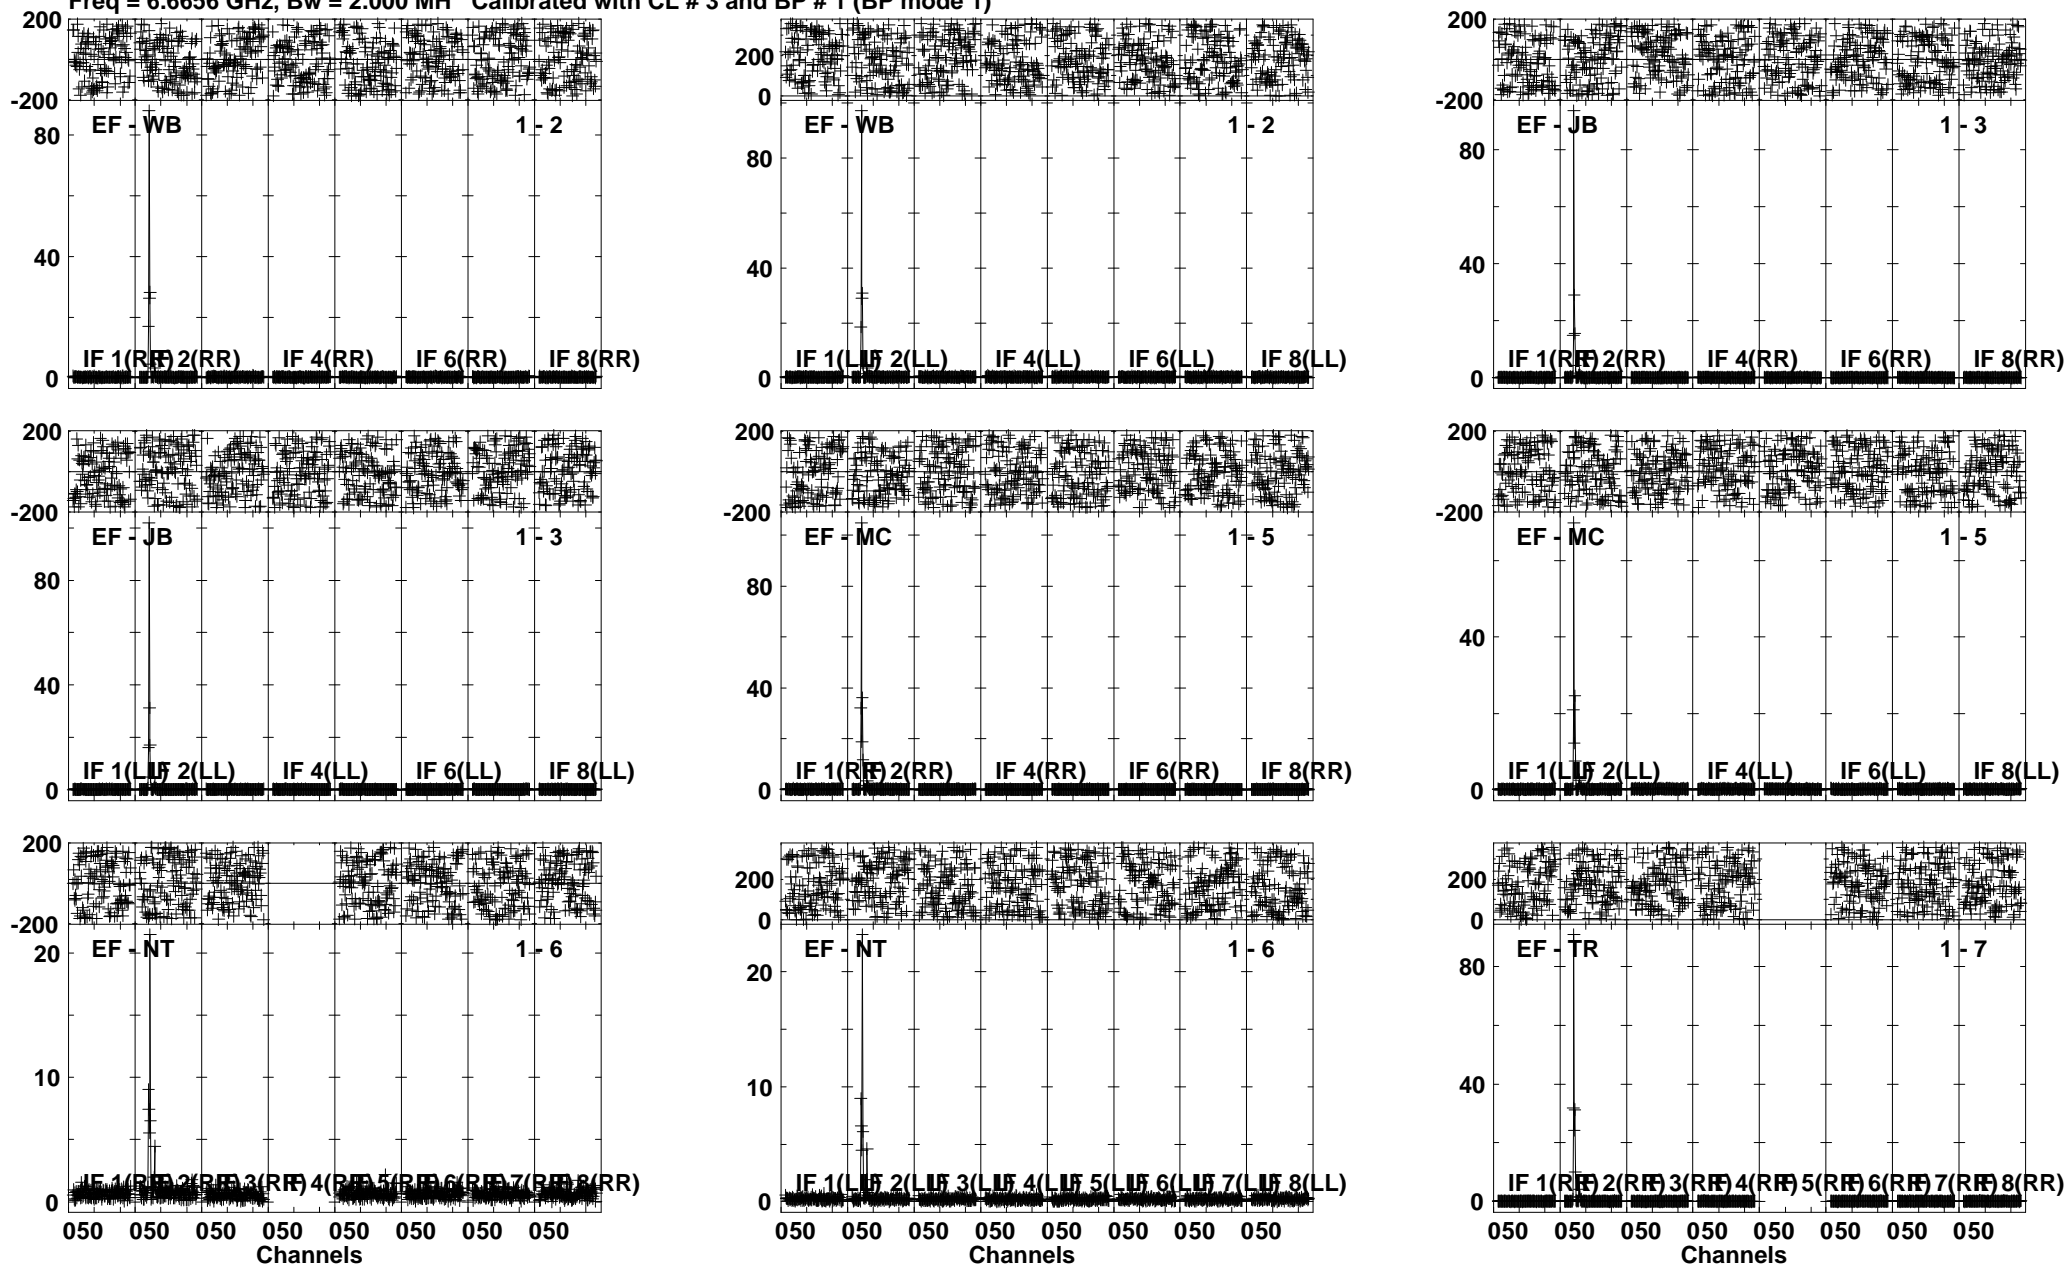 Freq = 6.6656 GHz, Bw = 2.000 MH Calibrated with CL # 3 and BP # 1 (BP mode 1)
200
-200
EF - WB 1 - 2
80
40
0
IF 1(RR) IF 2(RR) IF 4(RR) IF 6(RR) IF 8(RR)
200
0
EF - WB 1 - 2
80
40
0
IF 1(LL) IF 2(LL) IF 4(LL) IF 6(LL) IF 8(LL)
200
-200
EF - JB 1 - 3
80
40
0
IF 1(RR) IF 2(RR) IF 4(RR) IF 6(RR) IF 8(RR)
200
-200
EF - JB 1 - 3
80
40
0
IF 1(LL) IF 2(LL) IF 4(LL) IF 6(LL) IF 8(LL)
200
-200
EF - MC 1 - 5
80
40
0
IF 1(RR) IF 2(RR) IF 4(RR) IF 6(RR) IF 8(RR)
200
-200
EF - MC 1 - 5
40
0
IF 1(LL) IF 2(LL) IF 4(LL) IF 6(LL) IF 8(LL)
200
-200
EF - NT 1 - 6
20
10
0
IF 1(RR) IF 2(RR) IF 3(RR) IF 4(RR) IF 5(RR) IF 6(RR) IF 7(RR) IF 8(RR)
050 050 050 050 050 050 050 050
Channels
200
0
EF - NT 1 - 6
20
10
0
IF 1(LL) IF 2(LL) IF 3(LL) IF 4(LL) IF 5(LL) IF 6(LL) IF 7(LL) IF 8(LL)
050 050 050 050 050 050 050 050
Channels
200
0
EF - TR 1 - 7
80
40
0
IF 1(RR) IF 2(RR) IF 3(RR) IF 4(RR) IF 5(RR) IF 6(RR) IF 7(RR) IF 8(RR)
050 050 050 050 050 050 050 050
Channels